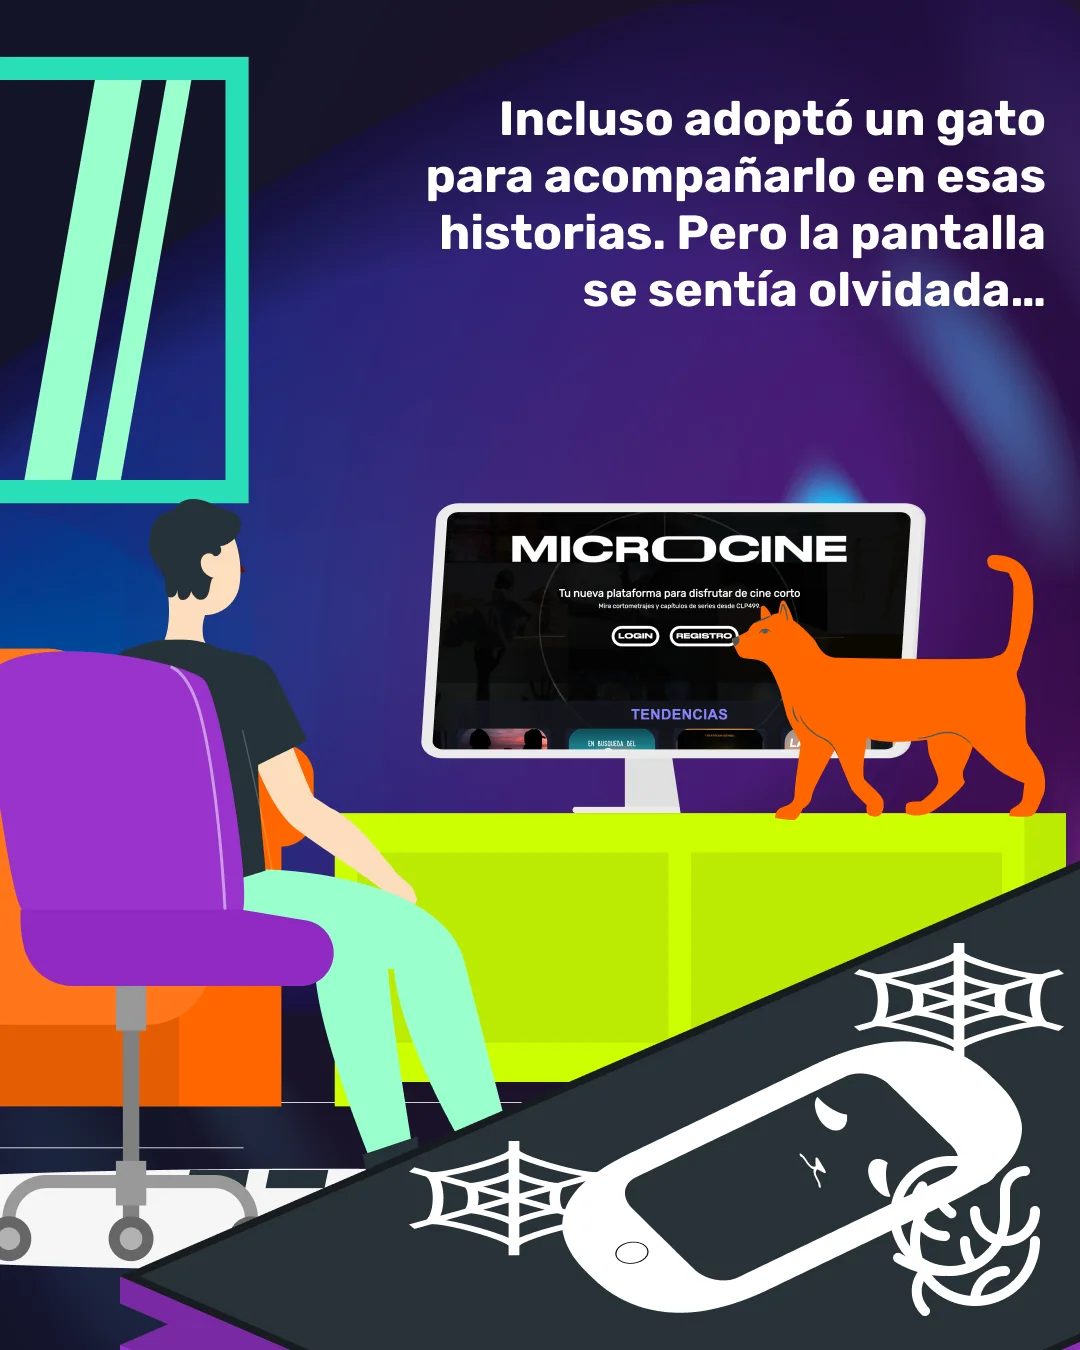 Incluso adoptó un gato
para acompañarlo en esas
historias. Pero la pantalla
se sentía olvidada...
MICROCINE
Tu nueva plataforma para disfrutar de cine corto
Mira cortometrajes y capítulos de series desde CLP499.
LOGIN REGISTRO
TENDENCIAS
EN BUSQUEDA DEL